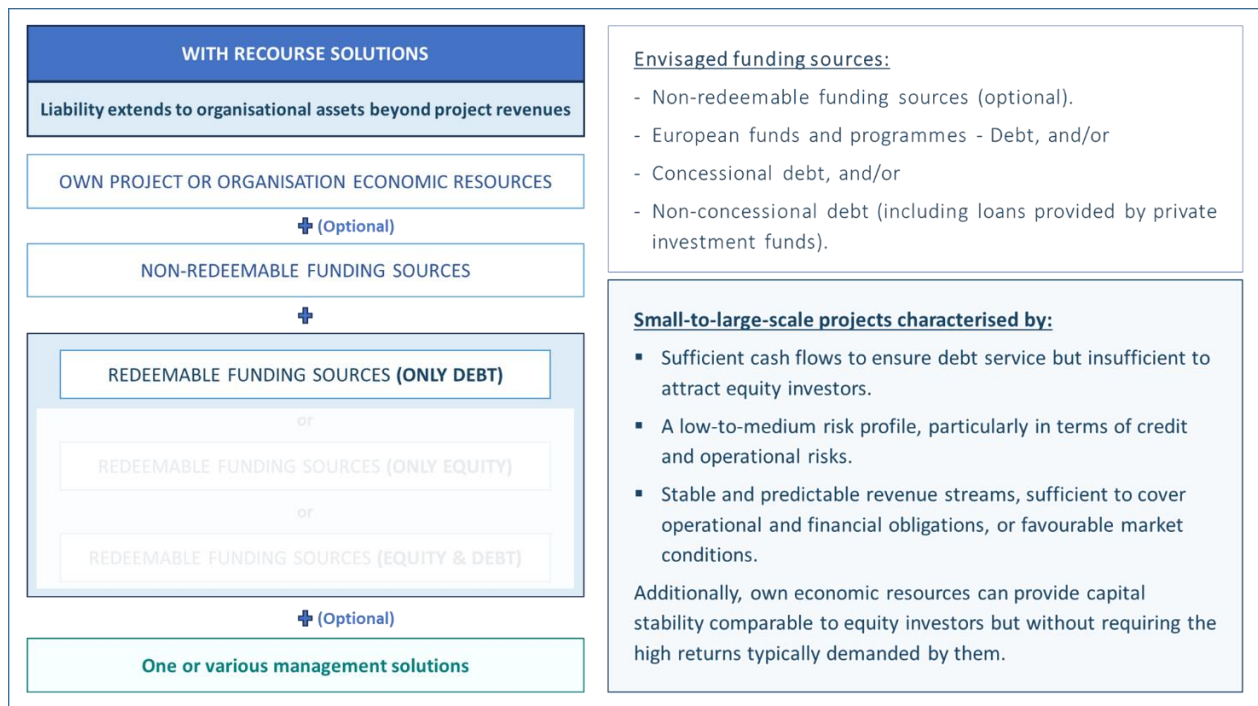 WITH RECOURSE SOLUTIONS
Liability extends to organisational assets beyond project revenues
OWN PROJECT OR ORGANISATION ECONOMIC RESOURCES
+ (Optional)
NON-REDEEMABLE FUNDING SOURCES
+
REDEEMABLE FUNDING SOURCES (ONLY DEBT)
or
REDEEMABLE FUNDING SOURCES (ONLY EQUITY)
or
REDEEMABLE FUNDING SOURCES (EQUITY & DEBT)
+ (Optional)
One or various management solutions
Envisaged funding sources:
- Non-redeemable funding sources (optional).
- European funds and programmes - Debt, and/or
- Concessional debt, and/or
- Non-concessional debt (including loans provided by private
investment funds).
Small-to-large-scale projects characterised by:
▪ Sufficient cash flows to ensure debt service but insufficient to
attract equity investors.
▪ A low-to-medium risk profile, particularly in terms of credit
and operational risks.
▪ Stable and predictable revenue streams, sufficient to cover
operational and financial obligations, or favourable market
conditions.
Additionally, own economic resources can provide capital
stability comparable to equity investors but without requiring the
high returns typically demanded by them.